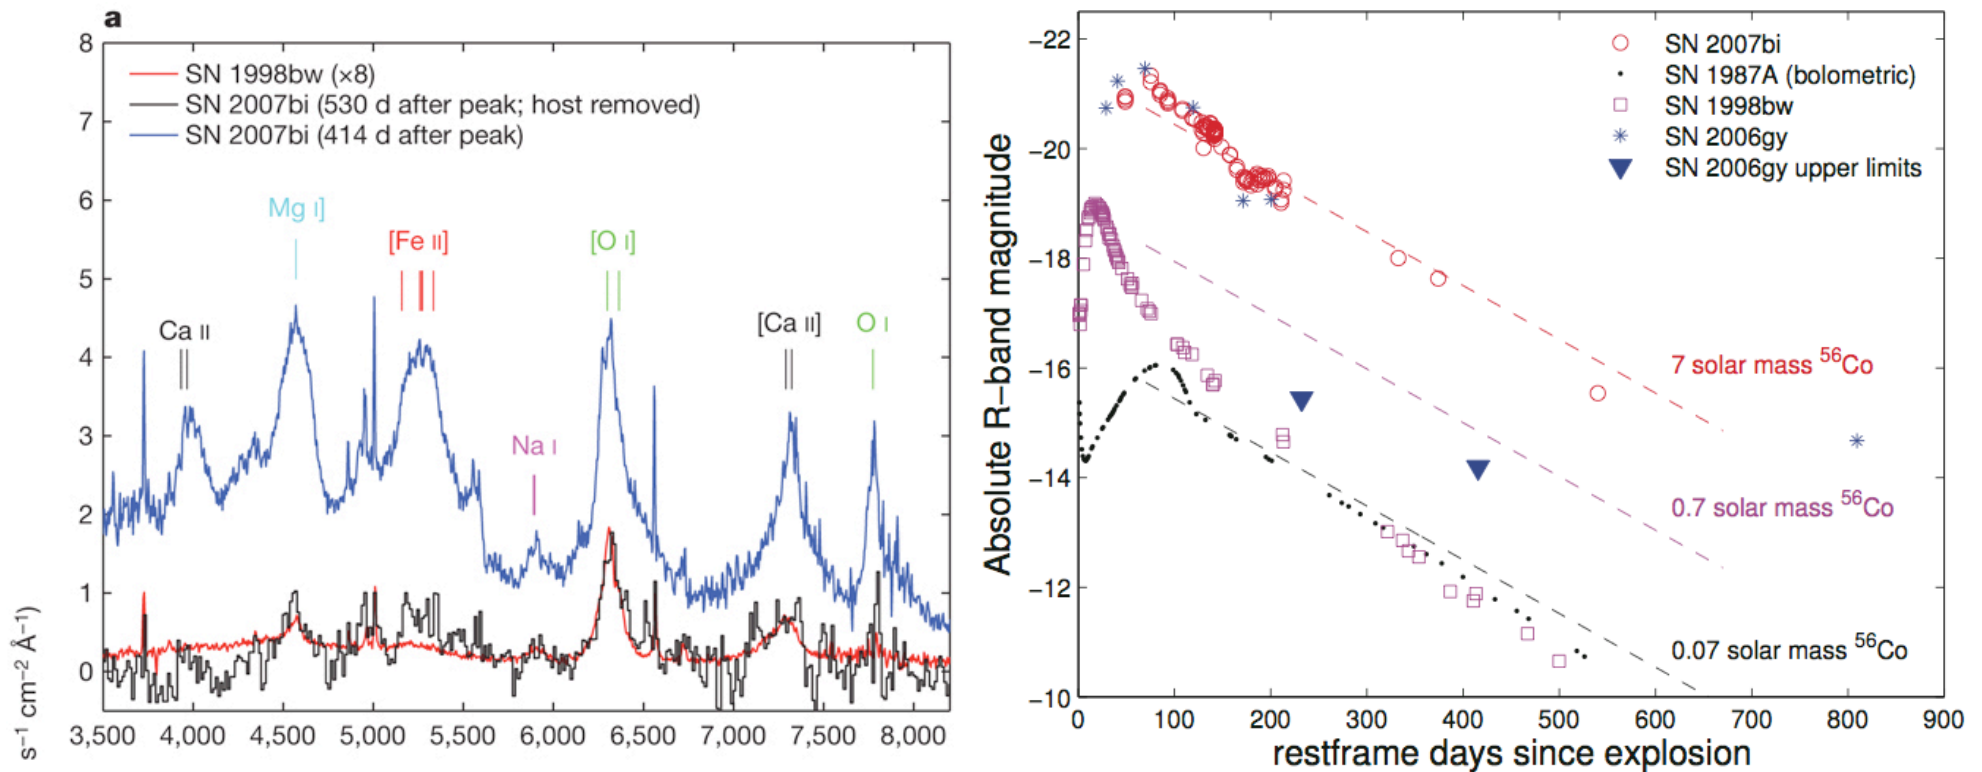 a
8
7
6
5
4
3
2
1
0
SN 1998bw (×8)
SN 2007bi (530 d after peak; host removed)
SN 2007bi (414 d after peak)
Mg I]
[Fe II]
[O I]
Ca II
[Ca II]
O I
Na I
s⁻¹ cm⁻² Å⁻¹)
3,500 4,000 4,500 5,000 5,500 6,000 6,500 7,000 7,500 8,000
Absolute R−band magnitude
−22
−20
−18
−16
−14
−12
−10
SN 2007bi
SN 1987A (bolometric)
SN 1998bw
SN 2006gy
SN 2006gy upper limits
7 solar mass ⁵⁶Co
0.7 solar mass ⁵⁶Co
0.07 solar mass ⁵⁶Co
0 100 200 300 400 500 600 700 800 900
restframe days since explosion